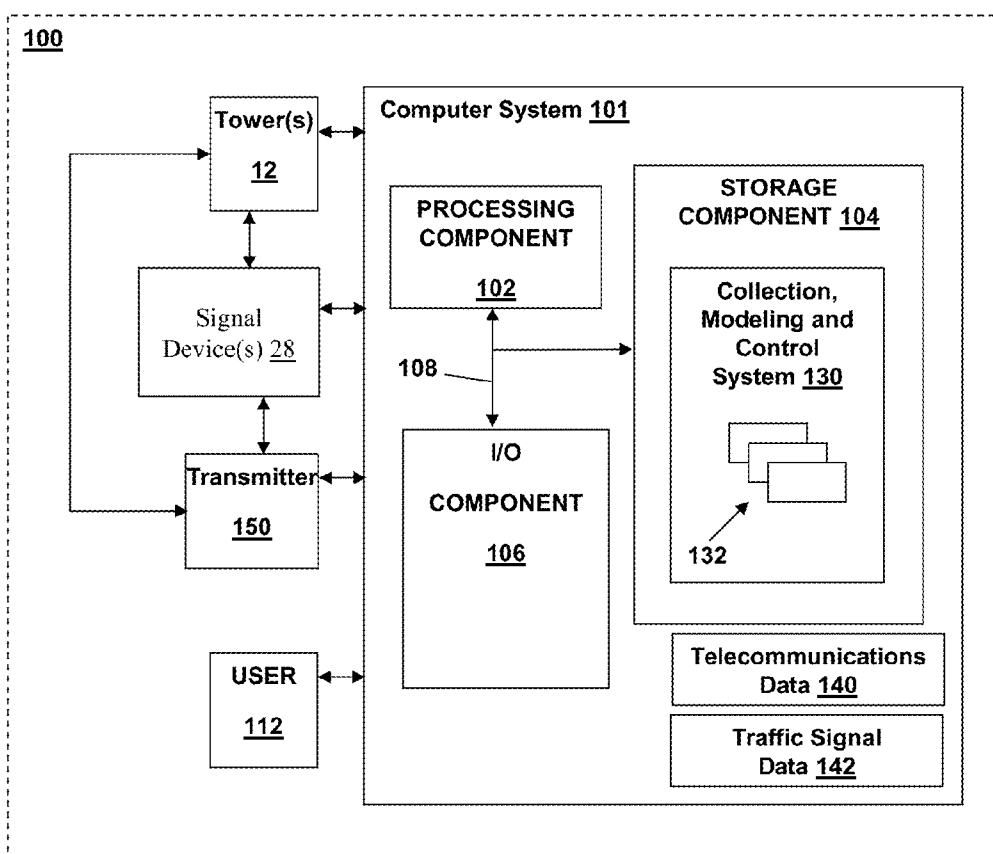 100
Tower(s)
12
Signal
Device(s) 28
Transmitter
150
USER
112
Computer System 101
PROCESSING
COMPONENT
102
108
I/O
COMPONENT
106
STORAGE
COMPONENT 104
Collection,
Modeling and
Control
System 130
132
Telecommunications
Data 140
Traffic Signal
Data 142